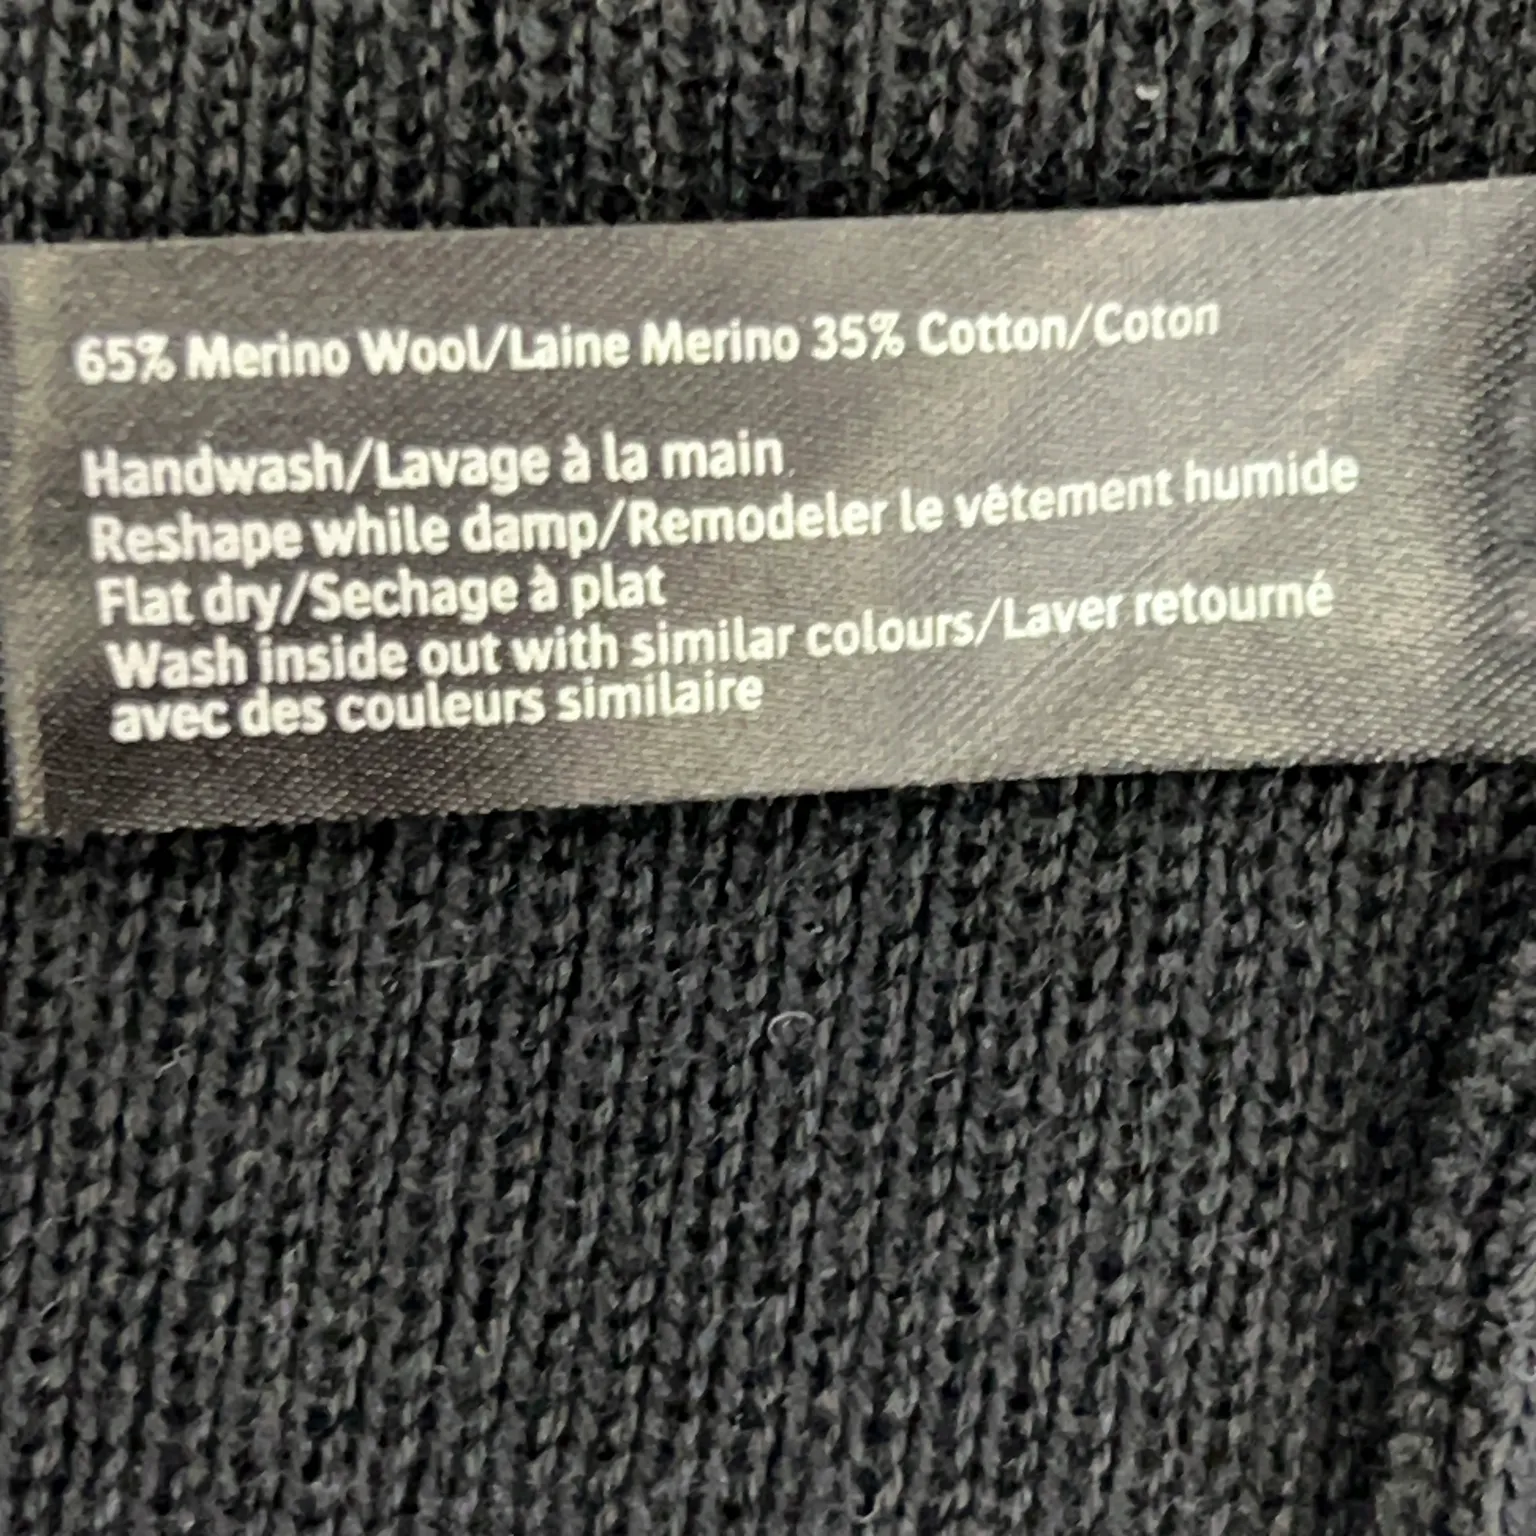 65% Merino Wool/Laine Merino 35% Cotton/Coton
Handwash/Lavage à la main
Reshape while damp/Remodeler le vêtement humide
Flat dry/Sechage à plat
Wash inside out with similar colours/Laver retourné
avec des couleurs similaire